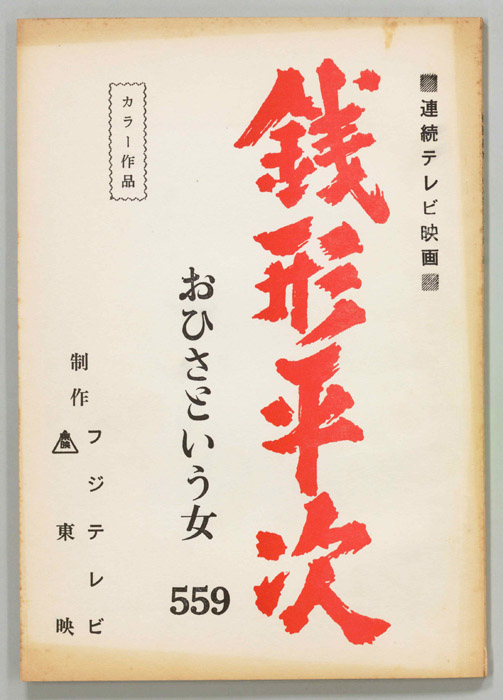 連続テレビ映画
銭形平次
おひさという女
559
カラー作品
制作
フジテレビ
東映